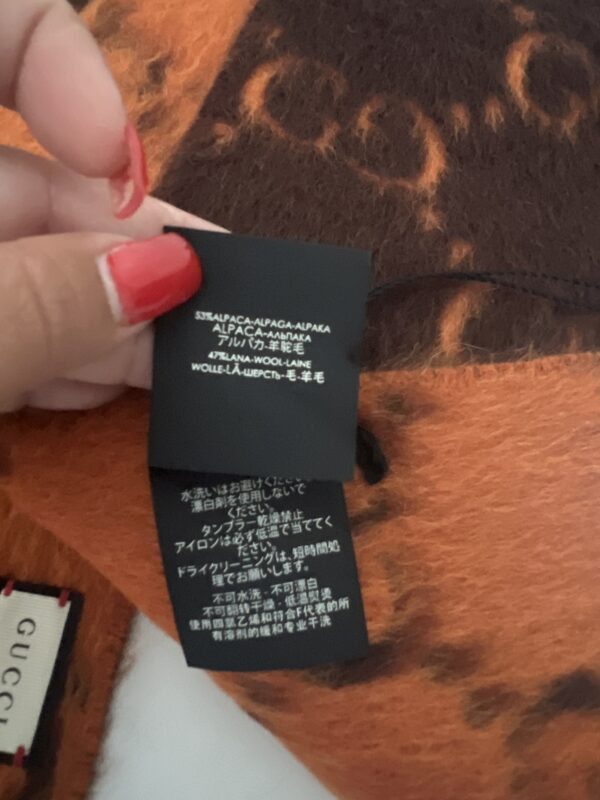 53%ALPACA-ALPAGA-ALPAKA
ALPACA-АЛЬПАКА
アルパカ-羊鸵毛
47%LANA-WOOL-LAINE
WOLLE-LÃ-ШЕРСТЬ-毛-羊毛
水洗いはお避けください
漂白剤を使用しないで
ください。
タンブラー乾燥禁止
アイロンは必ず低温で当ててく
ださい。
ドライクリーニングは、短時間処
理でお願いします。
不可水洗 - 不可漂白
不可翻转干燥 - 低温熨烫
使用四氯乙烯和符合F代表的所
有溶剂的缓和专业干洗
GUCCI
GG
G